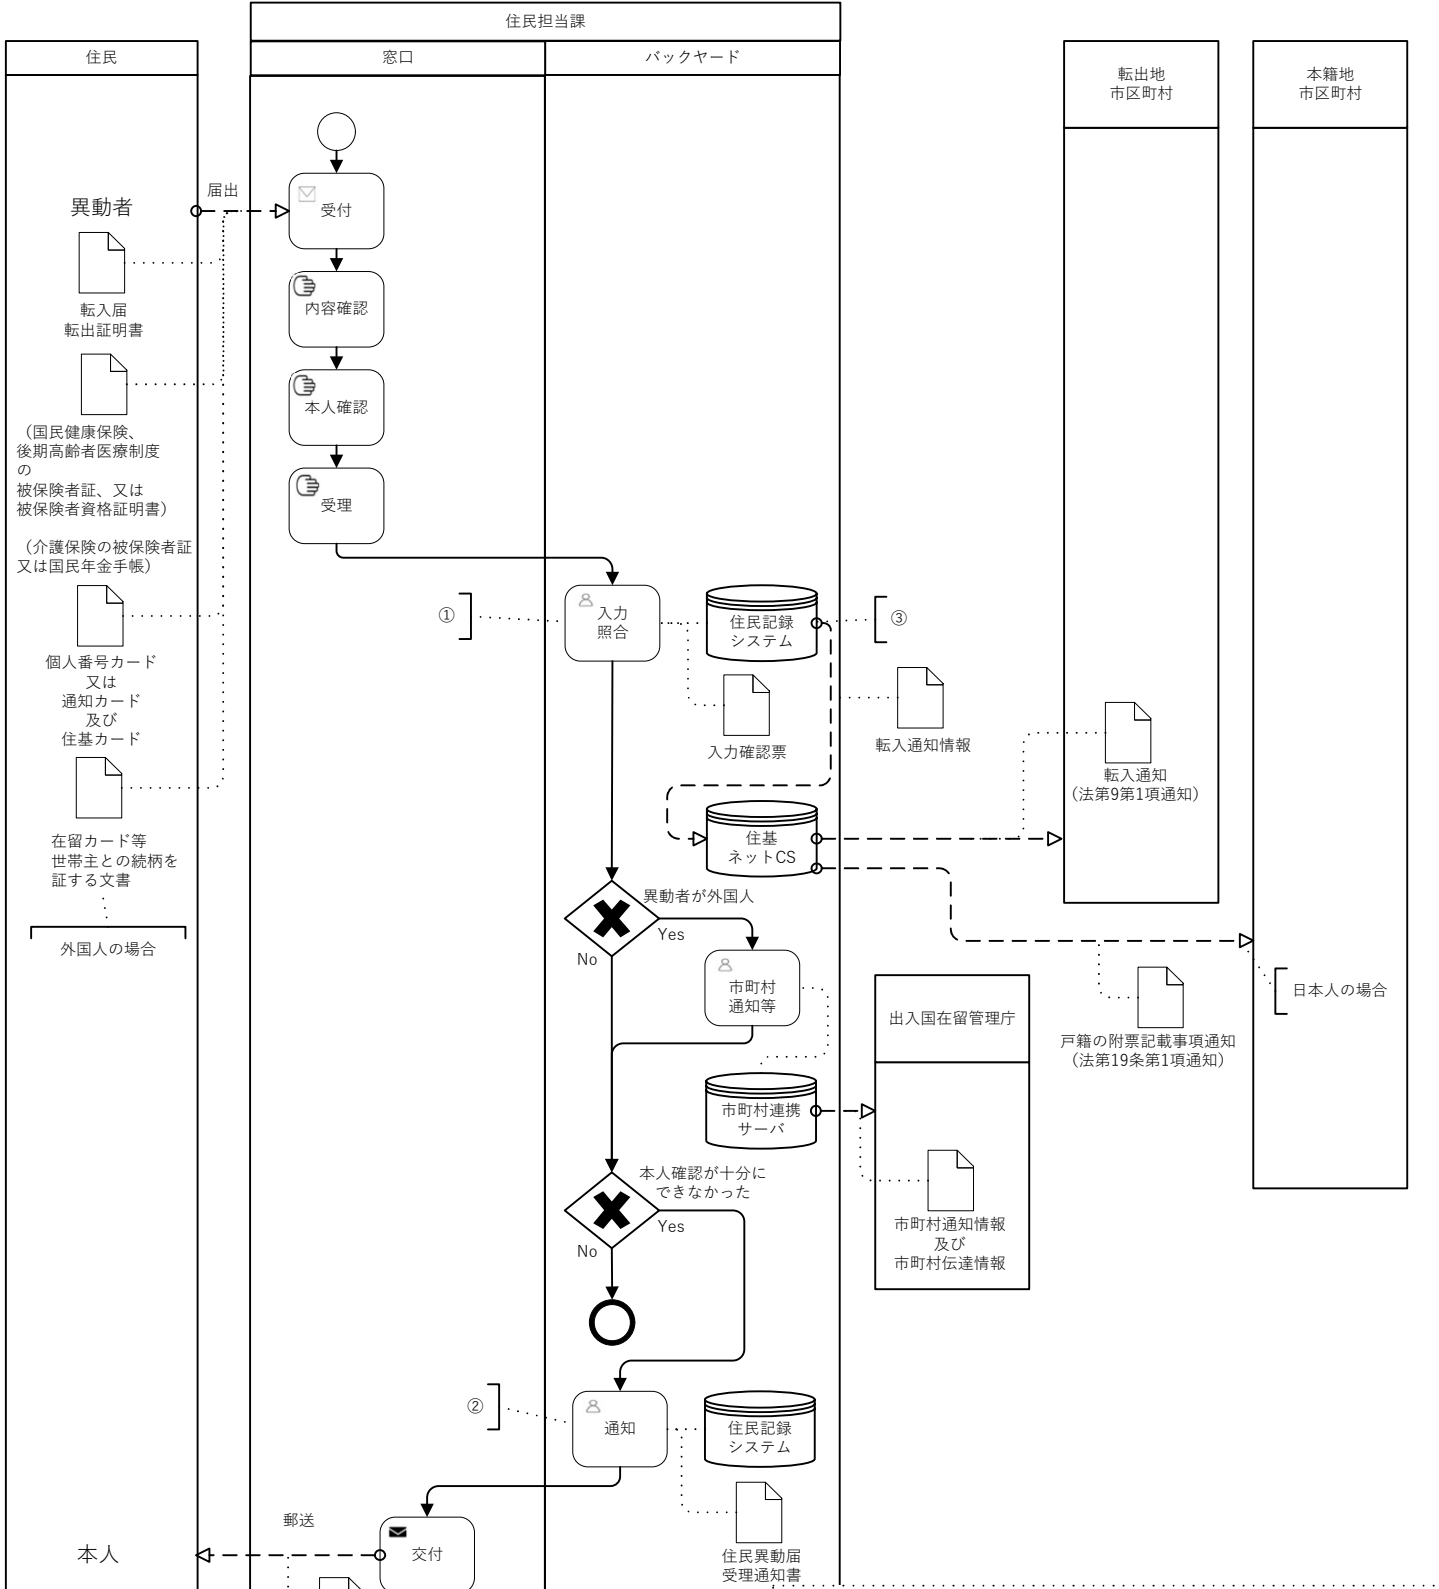 住民担当課
住民
窓口
バックヤード
転出地
市区町村
本籍地
市区町村
届出
異動者
受付
転入届
転出証明書
内容確認
本人確認
（国民健康保険、
後期高齢者医療制度
の
被保険者証、又は
被保険者資格証明書）
（介護保険の被保険者証
又は国民年金手帳）
受理
①
入力
照合
住民記録
システム
③
個人番号カード
又は
通知カード
及び
住基カード
入力確認票
転入通知情報
転入通知
（法第9第1項通知）
在留カード等
世帯主との続柄を
証する文書
外国人の場合
住基
ネットCS
異動者が外国人
Yes
No
市町村
通知等
出入国在留管理庁
日本人の場合
戸籍の附票記載事項通知
（法第19条第1項通知）
市町村連携
サーバ
本人確認が十分に
できなかった
Yes
No
市町村通知情報
及び
市町村伝達情報
②
通知
住民記録
システム
郵送
本人
交付
住民異動届
受理通知書